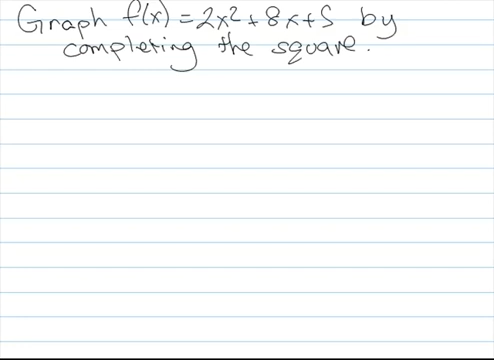 Graph f(x) = 2x² + 8x + 5 by
completing the square.